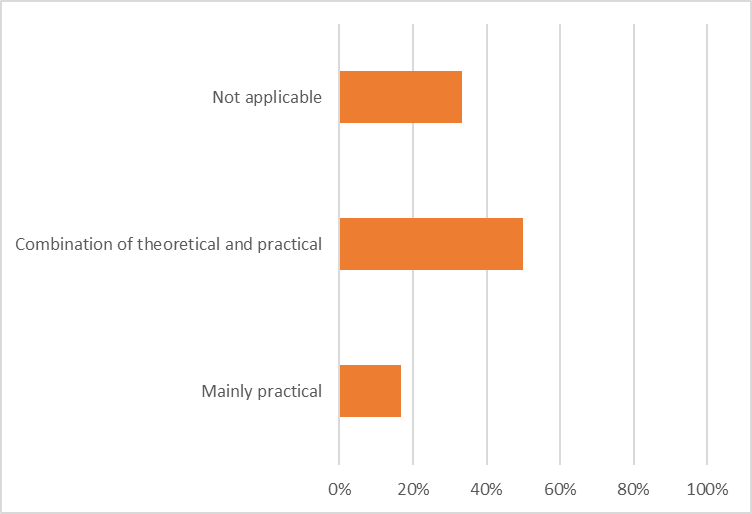 Not applicable
Combination of theoretical and practical
Mainly practical
0% 20% 40% 60% 80% 100%